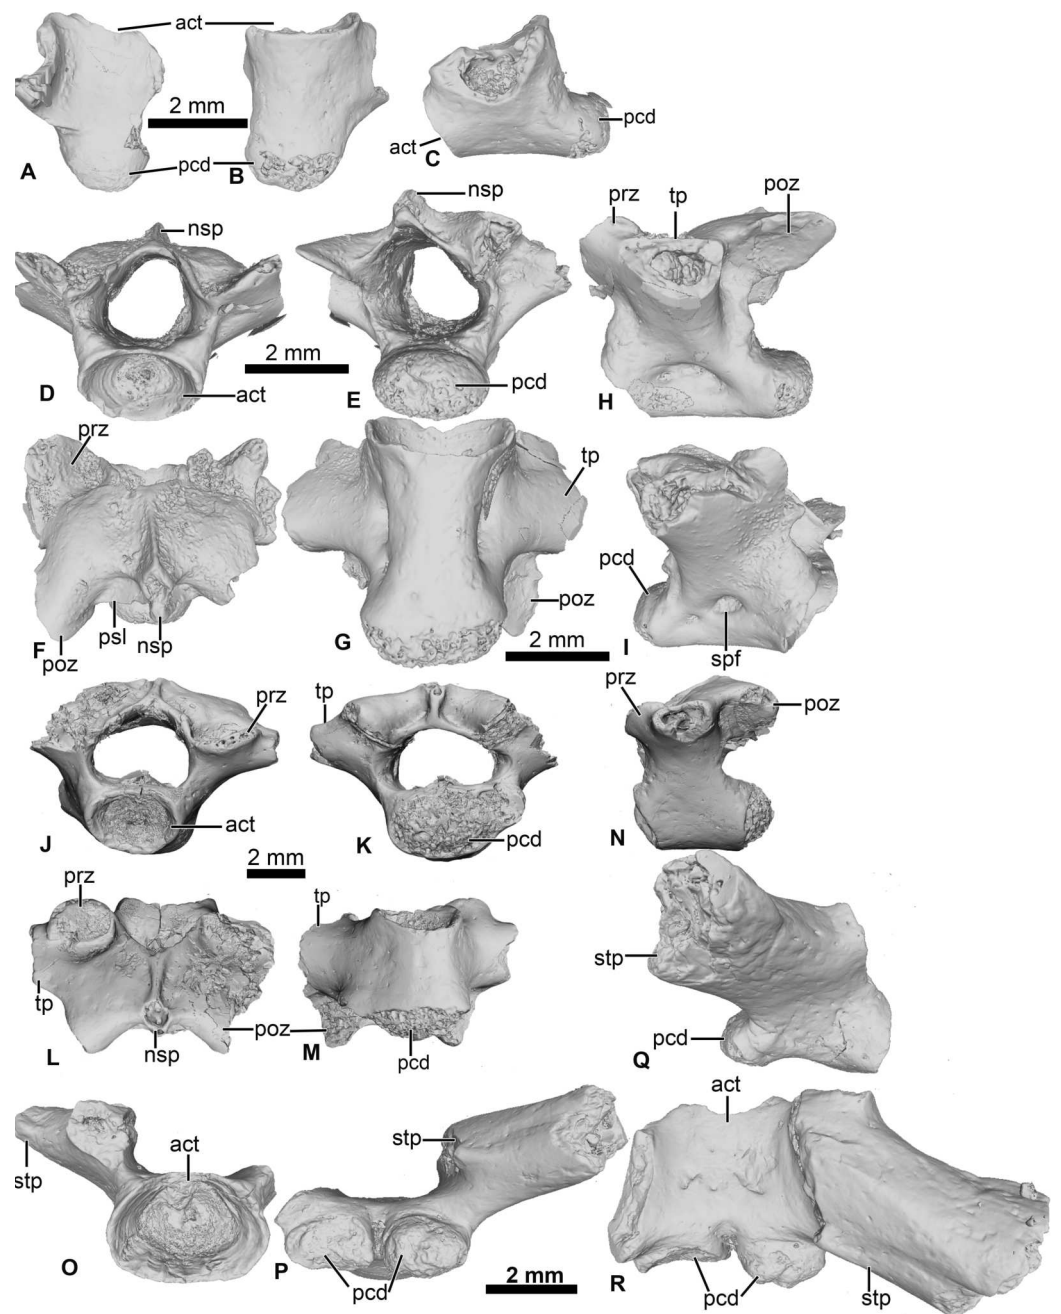 act
2 mm
pcd
act
pcd
A
B
C
nsp
nsp
prz
tp
poz
2 mm
act
pcd
D
E
H
prz
tp
pcd
psl
nsp
poz
poz
spf
F
G
2 mm
I
prz
tp
prz
poz
act
pcd
J
K
N
2 mm
prz
tp
tp
poz
nsp
pcd
L
M
stp
pcd
Q
act
stp
act
stp
pcd
2 mm
pcd
stp
O
P
R